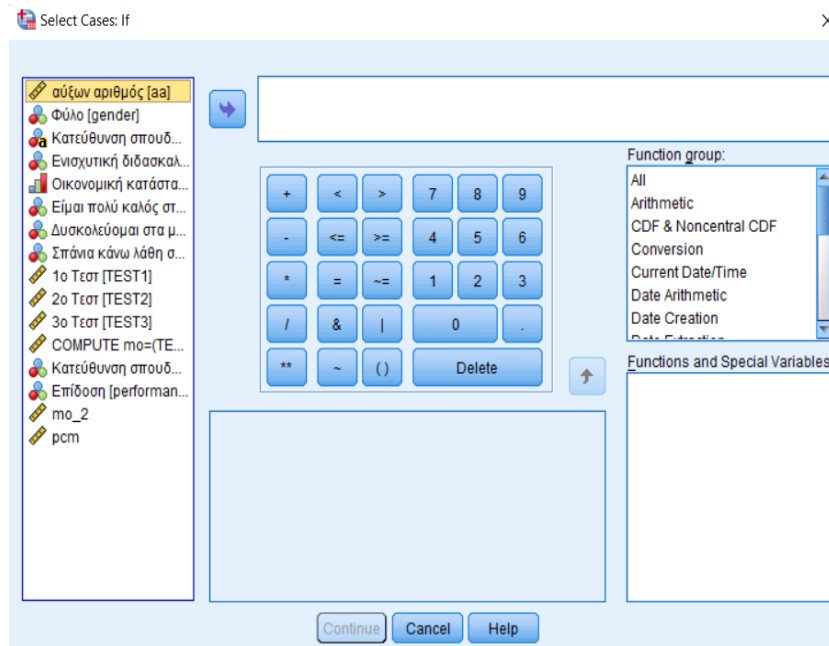 Select Cases: If
αύξων αριθμός [aa]
Φύλο [gender]
Κατεύθυνση σπουδ...
Ενισχυτική διδασκαλ...
Οικονομική κατάστα...
Είμαι πολύ καλός στ...
Δυσκολεύομαι στα μ...
Σπάνια κάνω λάθη σ...
1ο Τεστ [TEST1]
2ο Τεστ [TEST2]
3ο Τεστ [TEST3]
COMPUTE mo=(TE...
Κατεύθυνση σπουδ...
Επίδοση [performan...
mo_2
pcm
+ < > 7 8 9
- <= >= 4 5 6
* = ~= 1 2 3
/ & | 0 .
** ~ ( ) Delete
Function group:
All
Arithmetic
CDF & Noncentral CDF
Conversion
Current Date/Time
Date Arithmetic
Date Creation
Date Extraction
Functions and Special Variables
Continue Cancel Help